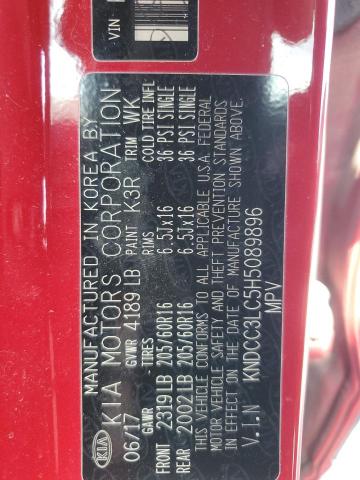 VIN
MANUFACTURED IN KOREA BY
KIA KIA MOTORS CORPORATION
06/17 GVWR 4189 LB PAINT K3R TRIM WK
GAWR - TIRES RIMS COLD TIRE INFL
FRONT 2319 LB 205/60R16 6.5Jx16 36 PSI SINGLE
REAR 2002 LB 205/60R16 6.5Jx16 36 PSI SINGLE
THIS VEHICLE CONFORMS TO ALL APPLICABLE U.S.A FEDERAL
MOTOR VEHICLE SAFETY AND THEFT PREVENTION STANDARDS
IN EFFECT ON THE DATE OF MANUFACTURE SHOWN ABOVE.
V.I.N KNDCC3LC5H5089896
MPV